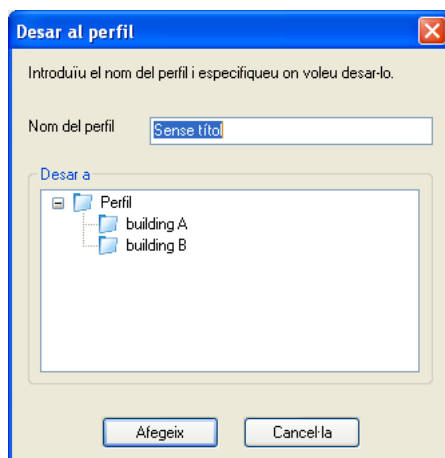 Desar al perfil
Introduïu el nom del perfil i especifiqueu on voleu desar-lo.
Nom del perfil
Sense títol
Desar a
Perfil
building A
building B
Afegeix
Cancel·la